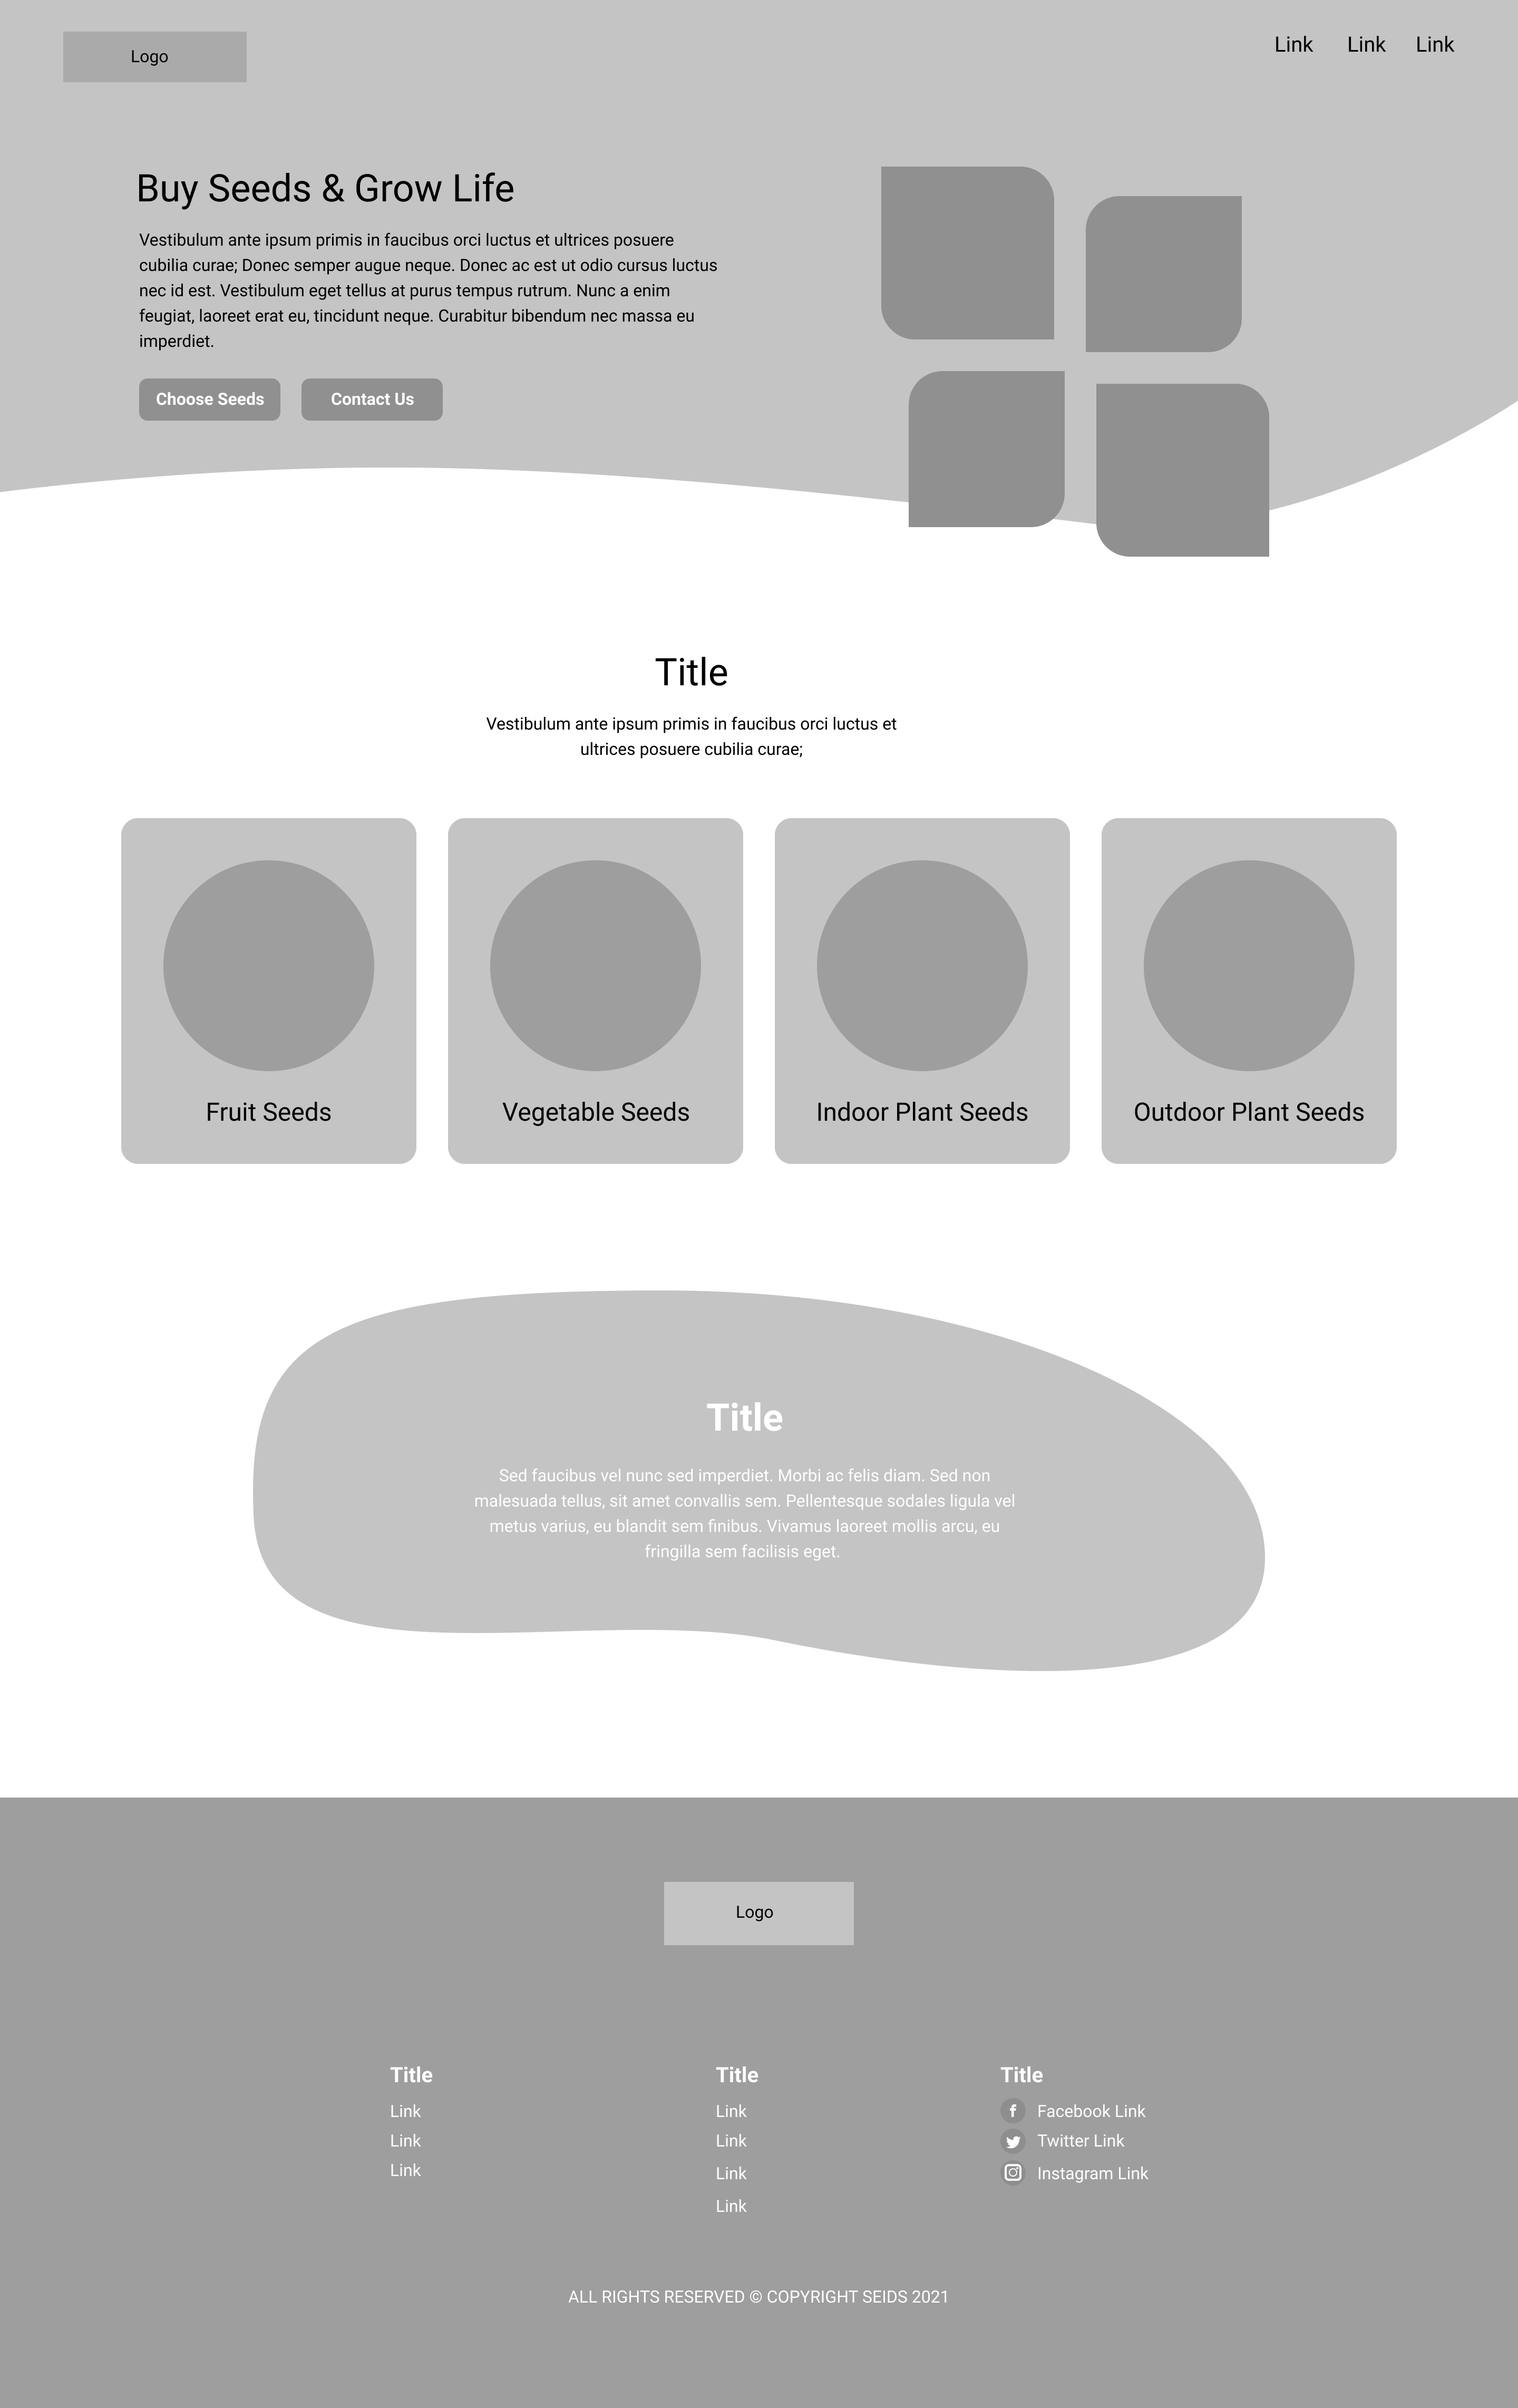 Logo
Link Link Link
Buy Seeds & Grow Life
Vestibulum ante ipsum primis in faucibus orci luctus et ultrices posuere
cubilia curae; Donec semper augue neque. Donec ac est ut odio cursus luctus
nec id est. Vestibulum eget tellus at purus tempus rutrum. Nunc a enim
feugiat, laoreet erat eu, tincidunt neque. Curabitur bibendum nec massa eu
imperdiet.
Choose Seeds
Contact Us
Title
Vestibulum ante ipsum primis in faucibus orci luctus et
ultrices posuere cubilia curae;
Fruit Seeds
Vegetable Seeds
Indoor Plant Seeds
Outdoor Plant Seeds
Title
Sed faucibus vel nunc sed imperdiet. Morbi ac felis diam. Sed non
malesuada tellus, sit amet convallis sem. Pellentesque sodales ligula vel
metus varius, eu blandit sem finibus. Vivamus laoreet mollis arcu, eu
fringilla sem facilisis eget.
Logo
Title
Link
Link
Link
Title
Link
Link
Link
Link
Title
Facebook Link
Twitter Link
Instagram Link
ALL RIGHTS RESERVED © COPYRIGHT SEIDS 2021